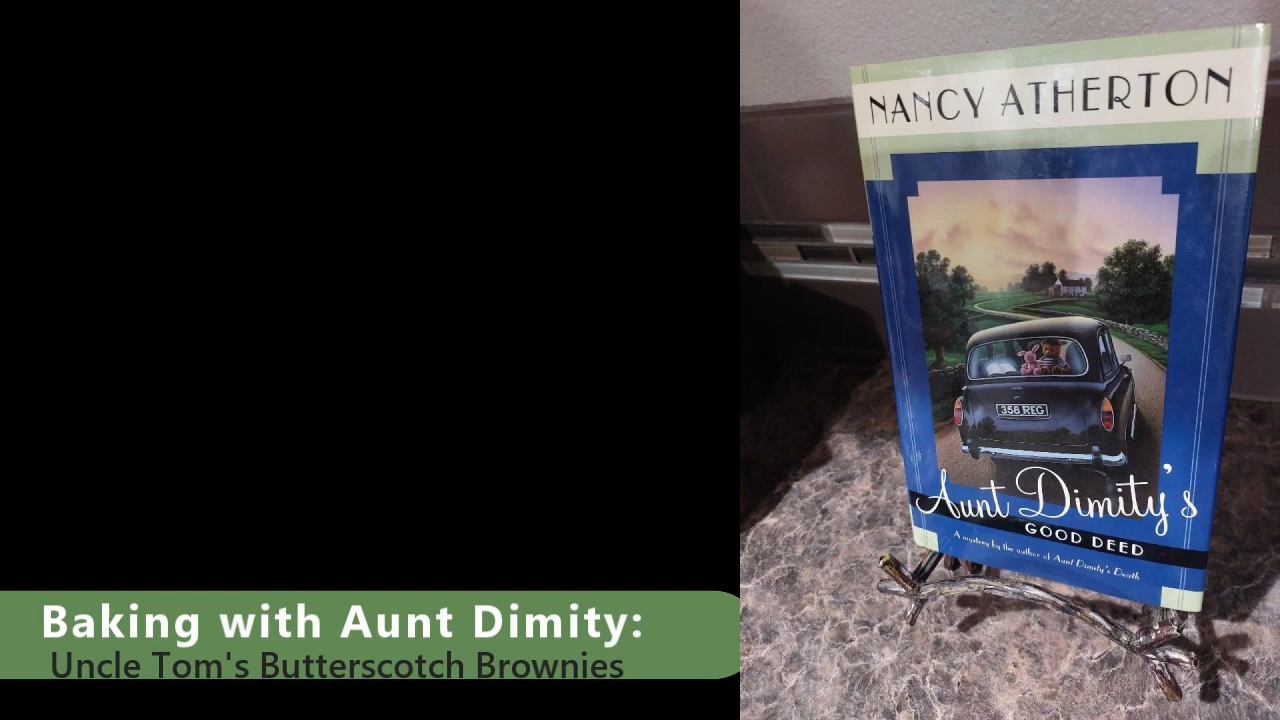 NANCY ATHERTON
358 REG
Aunt Dimity's
GOOD DEED
A mystery by the author of Aunt Dimity's Death
Baking with Aunt Dimity:
Uncle Tom's Butterscotch Brownies